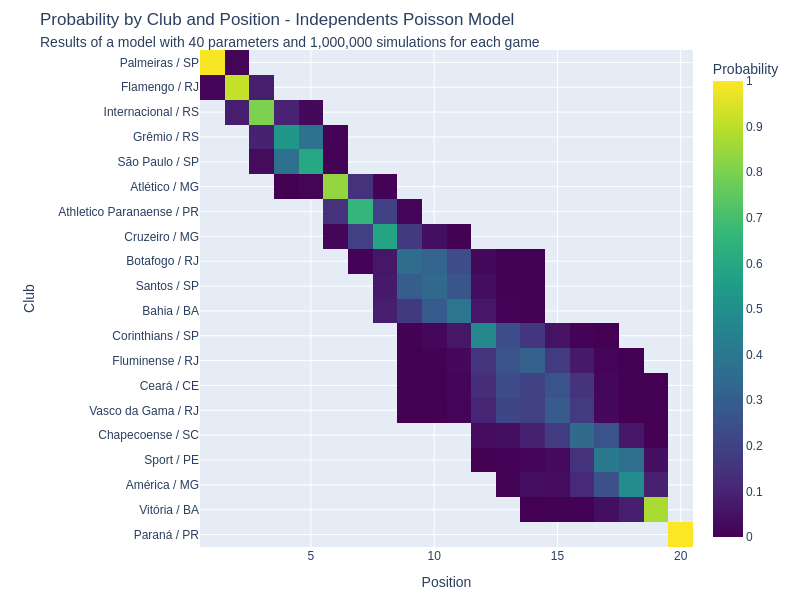 Probability by Club and Position - Independents Poisson Model
Results of a model with 40 parameters and 1,000,000 simulations for each game
Probability
Palmeiras / SP
Flamengo / RJ
Internacional / RS
Grêmio / RS
São Paulo / SP
Atlético / MG
Athletico Paranaense / PR
Cruzeiro / MG
Botafogo / RJ
Santos / SP
Bahia / BA
Corinthians / SP
Fluminense / RJ
Ceará / CE
Vasco da Gama / RJ
Chapecoense / SC
Sport / PE
América / MG
Vitória / BA
Paraná / PR
Club
5 10 15 20
Position
1
0.9
0.8
0.7
0.6
0.5
0.4
0.3
0.2
0.1
0